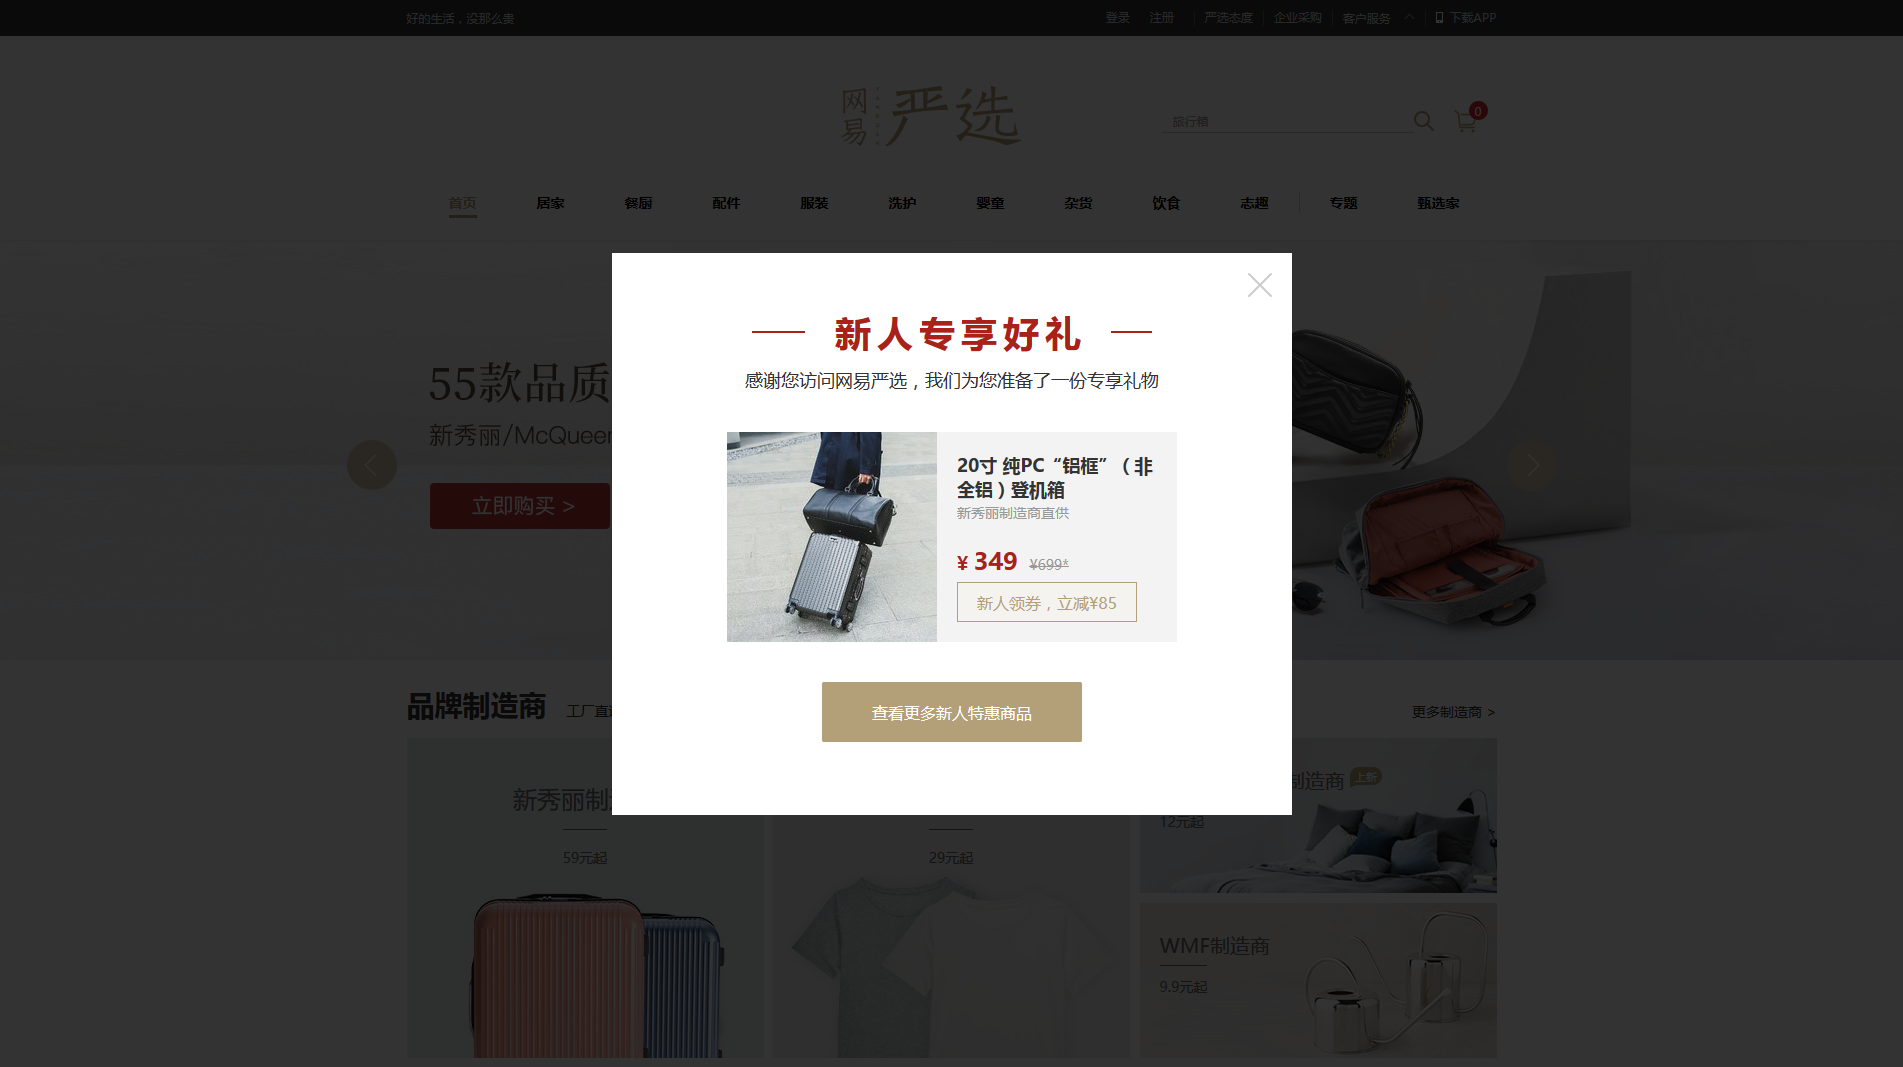 好的生活，没那么贵
登录 注册 严选态度 企业采购 客户服务 下载APP
网易 严选
旅行箱
0
首页 居家 餐厨 配件 服装 洗护 婴童 杂货 饮食 志趣 专题 甄选家
新人专享好礼
感谢您访问网易严选，我们为您准备了一份专享礼物
55款品质
新秀丽/McQueen
立即购买 >
20寸 纯PC“铝框”（非
全铝）登机箱
新秀丽制造商直供
¥ 349 ¥699*
新人领券，立减¥85
查看更多新人特惠商品
品牌制造商 工厂直
更多制造商 >
新秀丽制
59元起
29元起
制造商 上新
12元起
WMF制造商
9.9元起